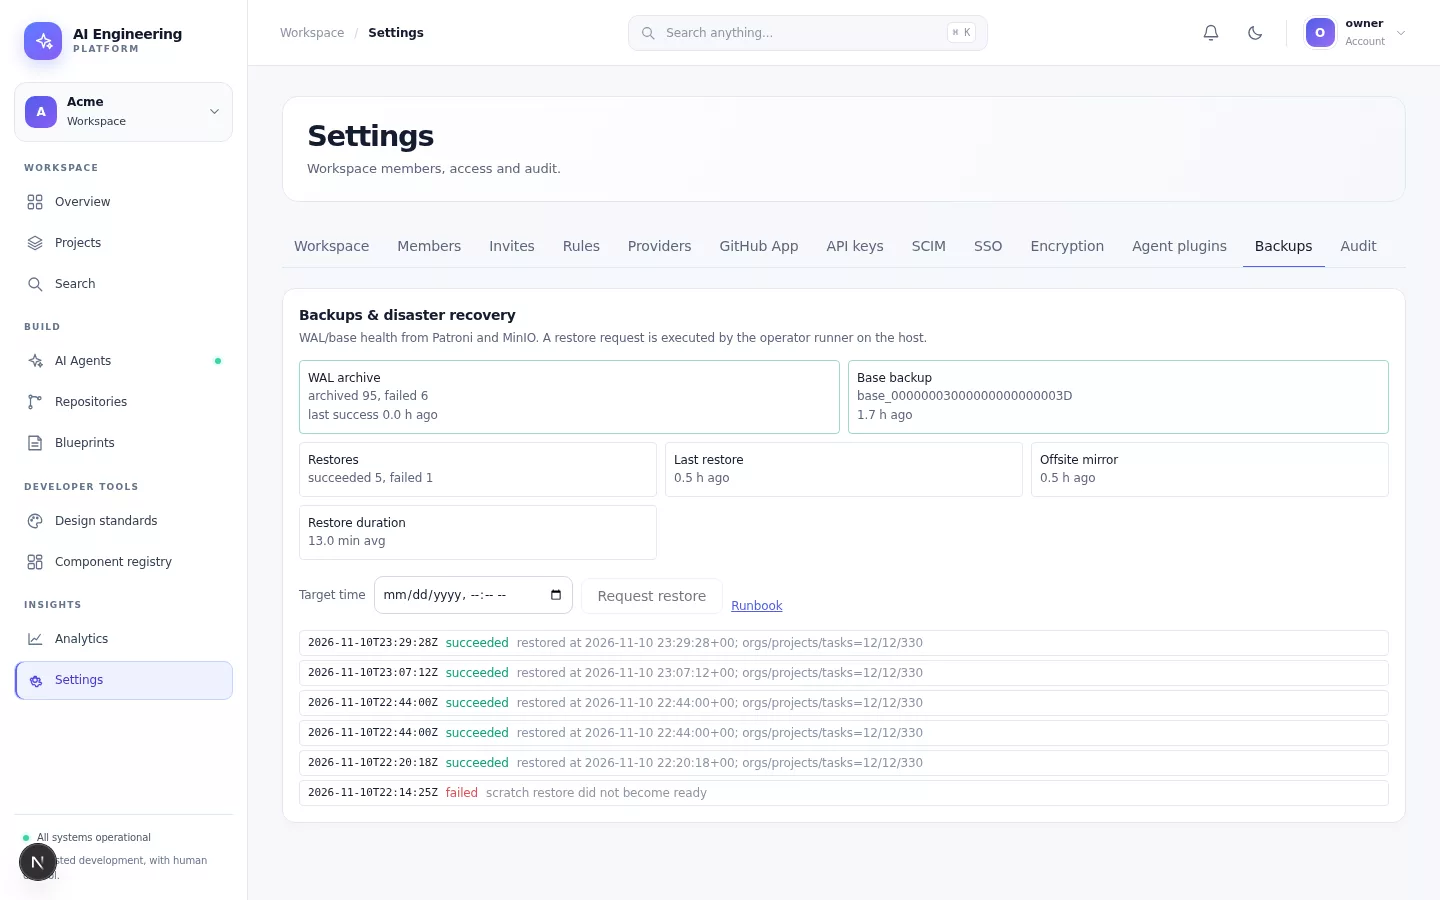 AI Engineering
PLATFORM
A
Acme
Workspace
WORKSPACE
Overview
Projects
Search
BUILD
AI Agents
Repositories
Blueprints
DEVELOPER TOOLS
Design standards
Component registry
INSIGHTS
Analytics
Settings
All systems operational
development, with human
N
Workspace / Settings
Search anything...
⌘ K
O
owner
Account
Settings
Workspace members, access and audit.
Workspace Members Invites Rules Providers GitHub App API keys SCIM SSO Encryption Agent plugins Backups Audit
Backups & disaster recovery
WAL/base health from Patroni and MinIO. A restore request is executed by the operator runner on the host.
WAL archive
archived 95, failed 6
last success 0.0 h ago
Base backup
base_00000003000000000000003D
1.7 h ago
Restores
succeeded 5, failed 1
Last restore
0.5 h ago
Offsite mirror
0.5 h ago
Restore duration
13.0 min avg
Target time mm/dd/yyyy, --:-- -- Request restore Runbook
2026-11-10T23:29:28Z succeeded restored at 2026-11-10 23:29:28+00; orgs/projects/tasks=12/12/330
2026-11-10T23:07:12Z succeeded restored at 2026-11-10 23:07:12+00; orgs/projects/tasks=12/12/330
2026-11-10T22:44:00Z succeeded restored at 2026-11-10 22:44:00+00; orgs/projects/tasks=12/12/330
2026-11-10T22:44:00Z succeeded restored at 2026-11-10 22:44:00+00; orgs/projects/tasks=12/12/330
2026-11-10T22:20:18Z succeeded restored at 2026-11-10 22:20:18+00; orgs/projects/tasks=12/12/330
2026-11-10T22:14:25Z failed scratch restore did not become ready